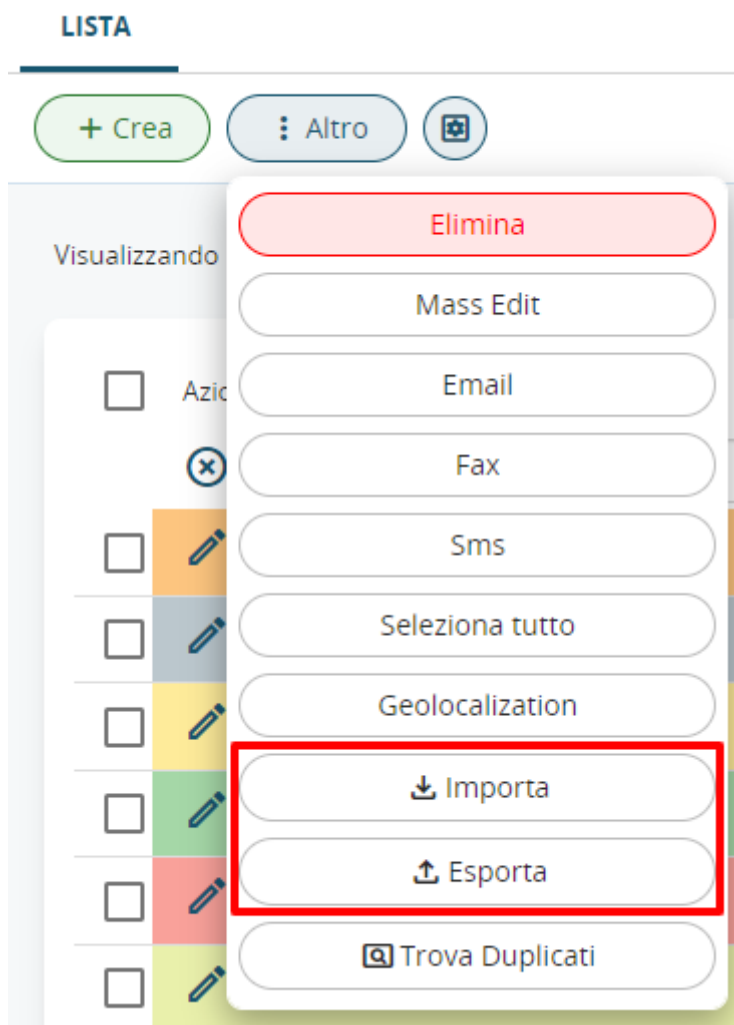 LISTA
+ Crea
Altro
Elimina
Visualizzando
Mass Edit
Email
Fax
Sms
Seleziona tutto
Geolocalization
Importa
Esporta
Trova Duplicati